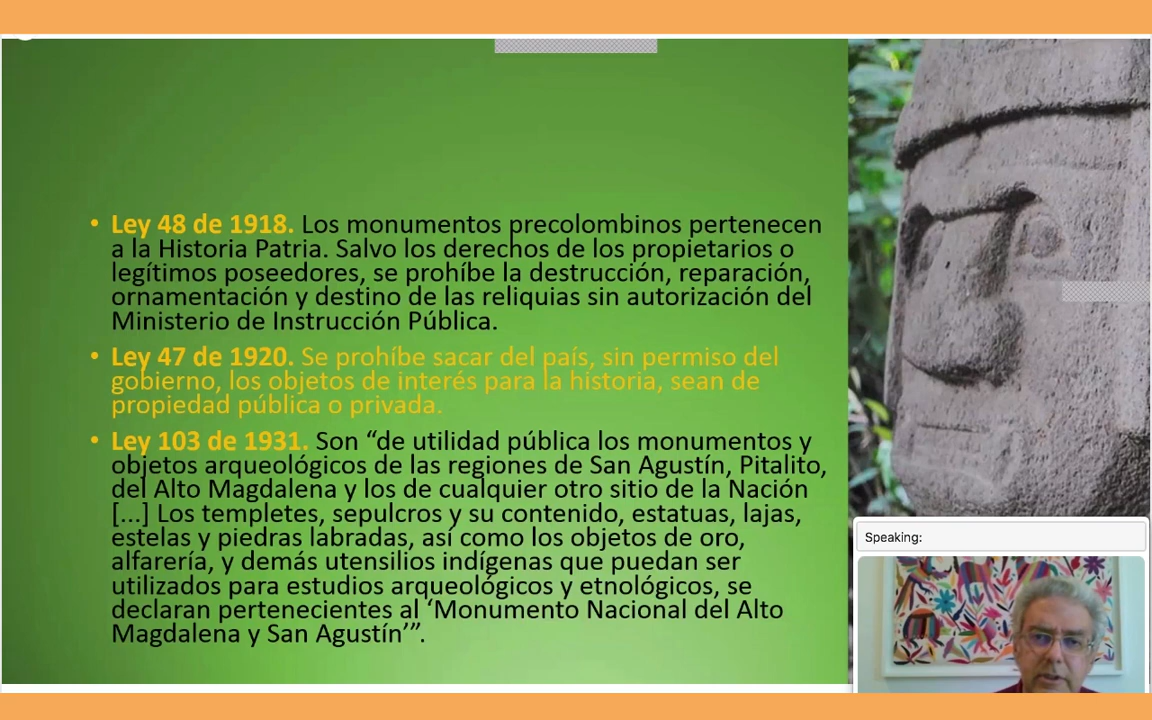 • Ley 48 de 1918. Los monumentos precolombinos pertenecen
a la Historia Patria. Salvo los derechos de los propietarios o
legítimos poseedores, se prohíbe la destrucción, reparación,
ornamentación y destino de las reliquias sin autorización del
Ministerio de Instrucción Pública.
• Ley 47 de 1920. Se prohíbe sacar del país, sin permiso del
gobierno, los objetos de interés para la historia, sean de
propiedad pública o privada.
• Ley 103 de 1931. Son “de utilidad pública los monumentos y
objetos arqueológicos de las regiones de San Agustín, Pitalito,
del Alto Magdalena y los de cualquier otro sitio de la Nación
[...] Los templetes, sepulcros y su contenido, estatuas, lajas,
estelas y piedras labradas, así como los objetos de oro,
alfarería, y demás utensilios indígenas que puedan ser
utilizados para estudios arqueológicos y etnológicos, se
declaran pertenecientes al ‘Monumento Nacional del Alto
Magdalena y San Agustín’”.
Speaking: